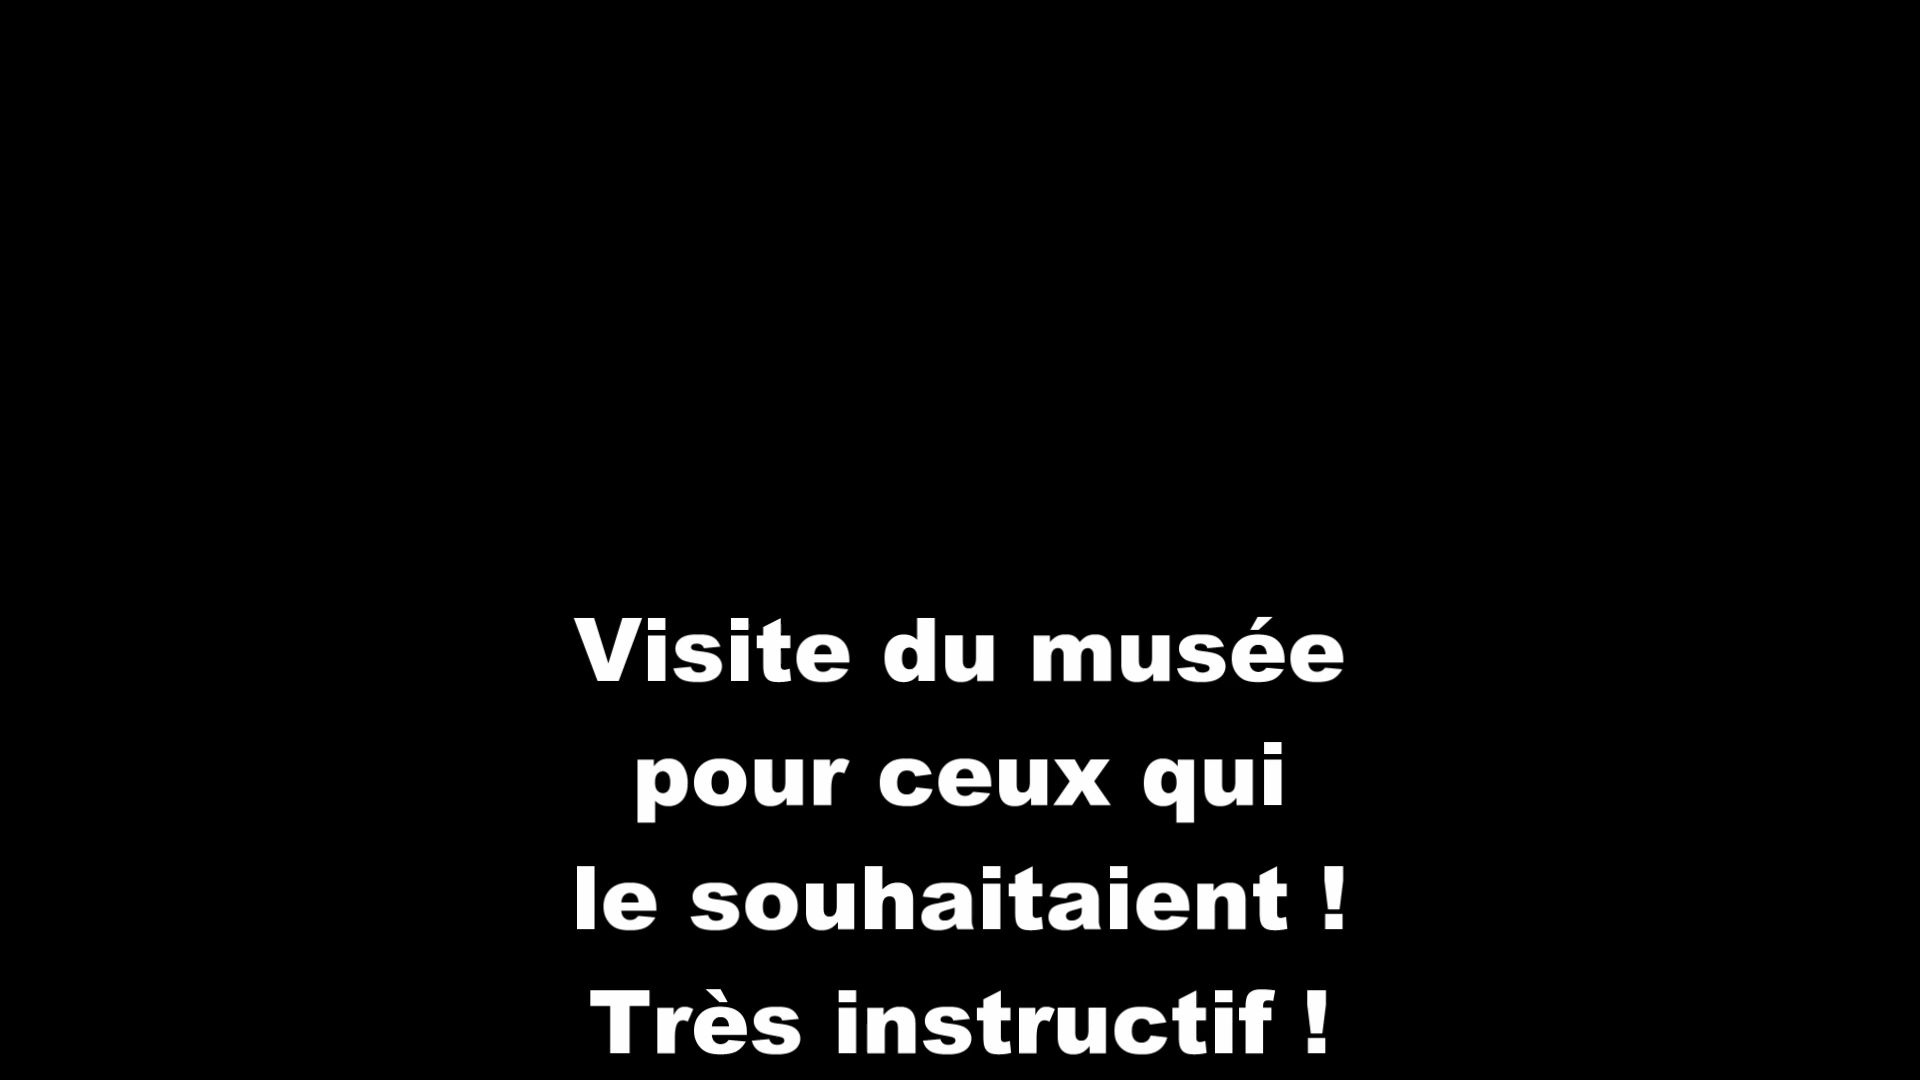 Visite du musée
pour ceux qui
le souhaitaient !
Très instructif !